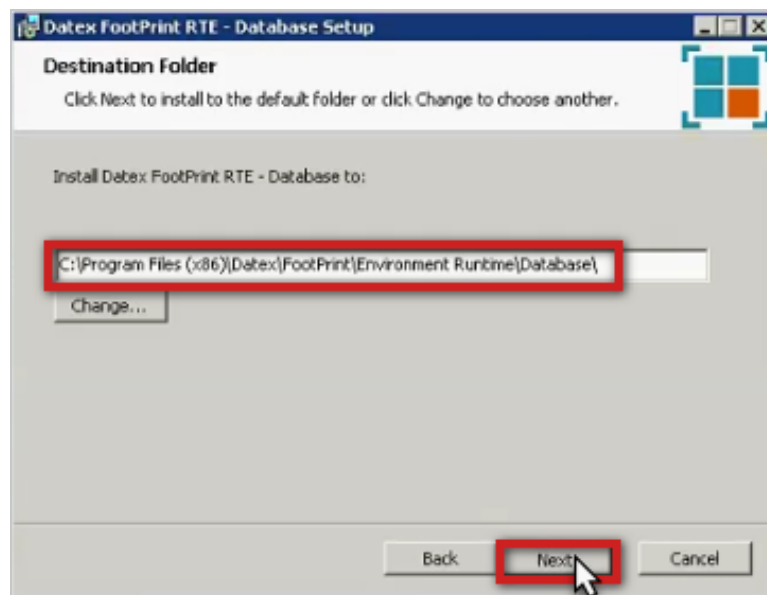 Datex FootPrint RTE - Database Setup
Destination Folder
Click Next to install to the default folder or click Change to choose another.
Install Datex FootPrint RTE - Database to:
C:\Program Files (x86)\Datex\FootPrint\Environment Runtime\Database\
Change...
Back Next Cancel